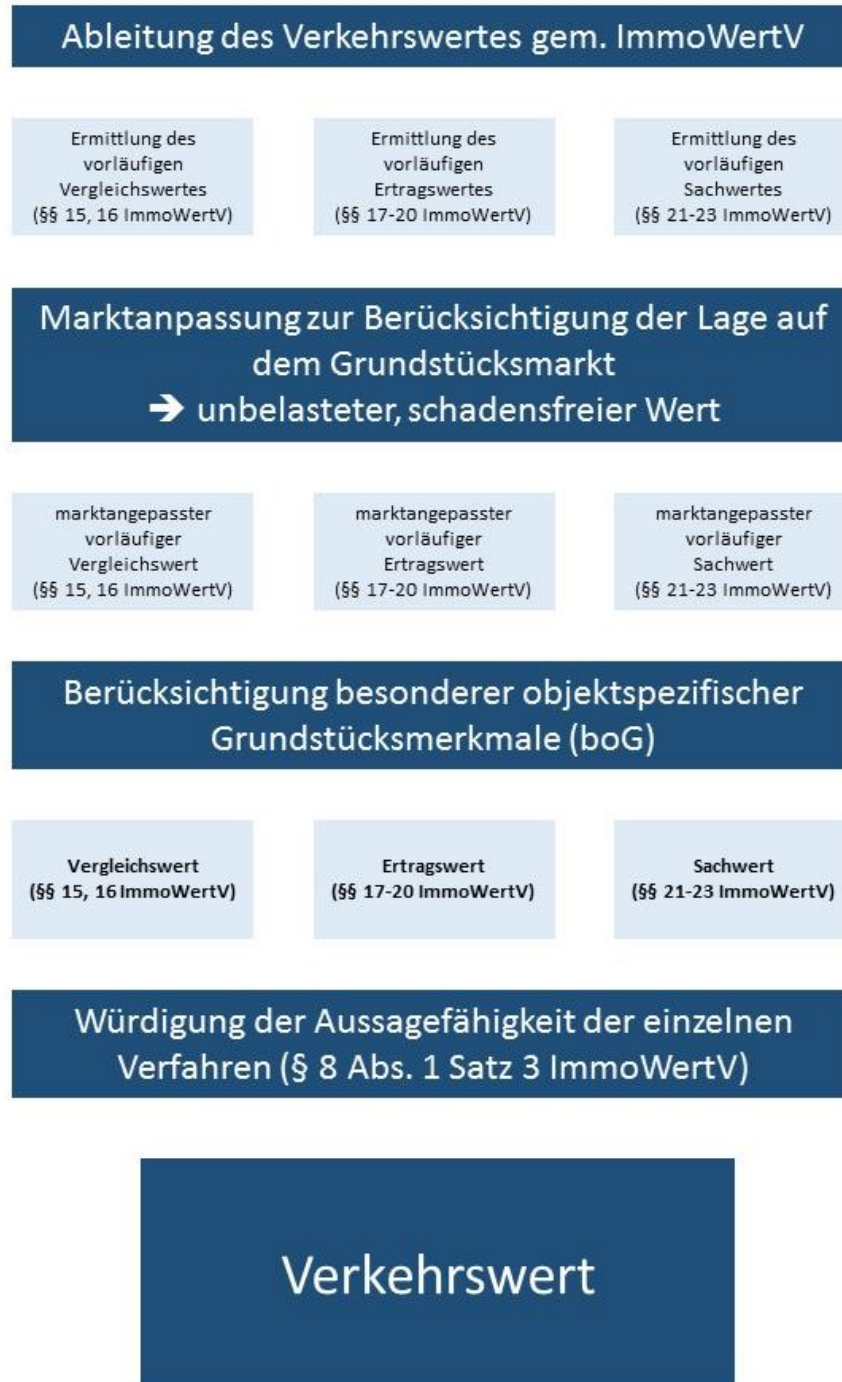 Ableitung des Verkehrswertes gem. ImmoWertV
Ermittlung des
vorläufigen
Vergleichswertes
(§§ 15, 16 ImmoWertV)
Ermittlung des
vorläufigen
Ertragswertes
(§§ 17-20 ImmoWertV)
Ermittlung des
vorläufigen
Sachwertes
(§§ 21-23 ImmoWertV)
Marktanpassung zur Berücksichtigung der Lage auf
dem Grundstücksmarkt
➔ unbelasteter, schadensfreier Wert
marktangepasster
vorläufiger
Vergleichswert
(§§ 15, 16 ImmoWertV)
marktangepasster
vorläufiger
Ertragswert
(§§ 17-20 ImmoWertV)
marktangepasster
vorläufiger
Sachwert
(§§ 21-23 ImmoWertV)
Berücksichtigung besonderer objektspezifischer
Grundstücksmerkmale (boG)
Vergleichswert
(§§ 15, 16 ImmoWertV)
Ertragswert
(§§ 17-20 ImmoWertV)
Sachwert
(§§ 21-23 ImmoWertV)
Würdigung der Aussagefähigkeit der einzelnen
Verfahren (§ 8 Abs. 1 Satz 3 ImmoWertV)
Verkehrswert